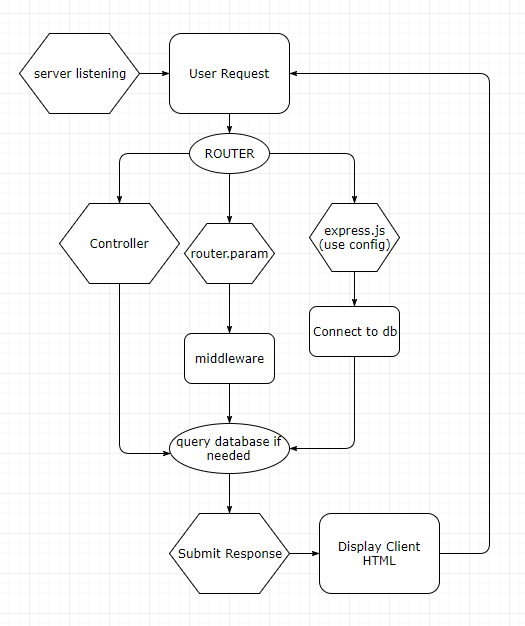 server listening
User Request
ROUTER
Controller
router.param
express.js
(use config)
Connect to db
middleware
query database if
needed
Submit Response
Display Client
HTML